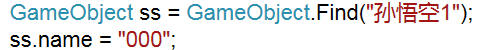 GameObject ss = GameObject.Find("孙悟空1");
ss.name = "000";